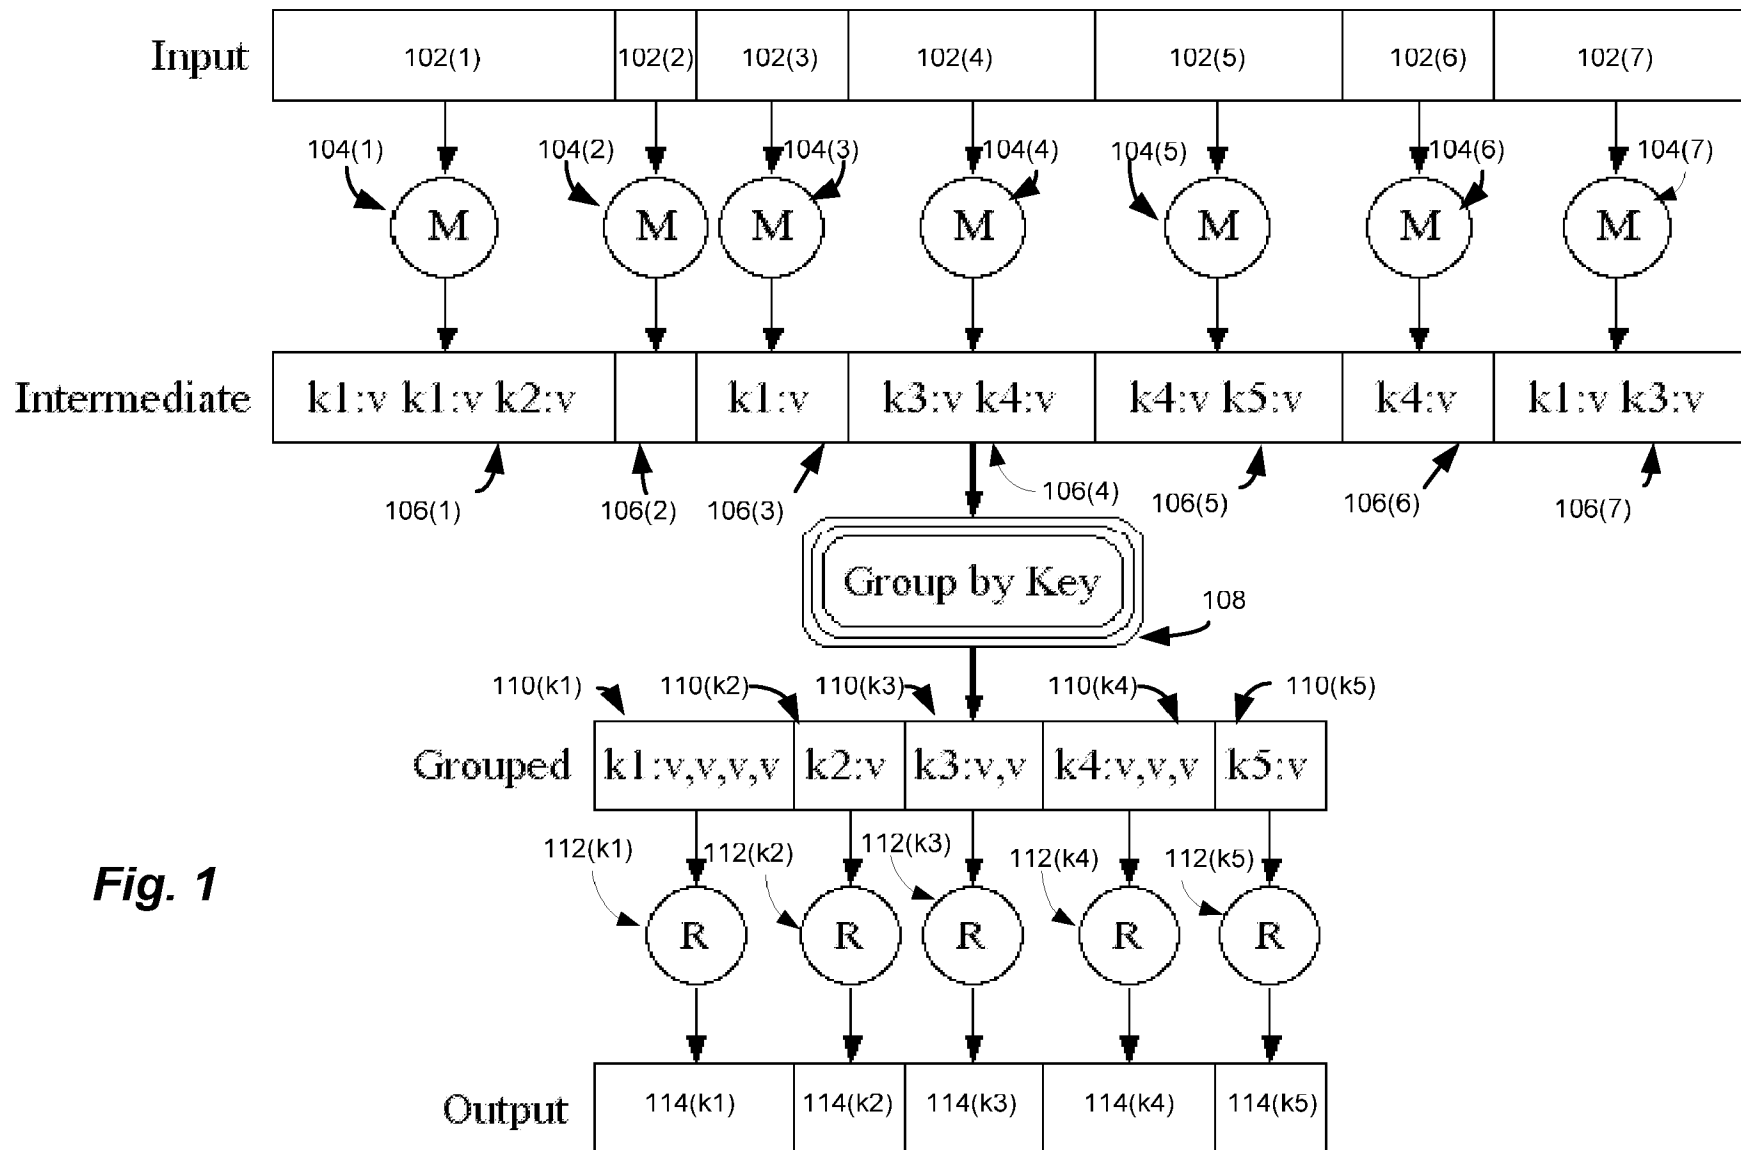 Input 102(1) 102(2) 102(3) 102(4) 102(5) 102(6) 102(7)
104(1) 104(2) 104(3) 104(4) 104(5) 104(6) 104(7)
M M M M M M M
Intermediate k1:v k1:v k2:v k1:v k3:v k4:v k4:v k5:v k4:v k1:v k3:v
106(1) 106(2) 106(3) 106(4) 106(5) 106(6) 106(7)
Group by Key
108
110(k1) 110(k2) 110(k3) 110(k4) 110(k5)
Grouped k1:v,v,v,v k2:v k3:v,v k4:v,v,v k5:v
112(k1) 112(k2) 112(k3) 112(k4) 112(k5)
Fig. 1
R R R R R
Output 114(k1) 114(k2) 114(k3) 114(k4) 114(k5)